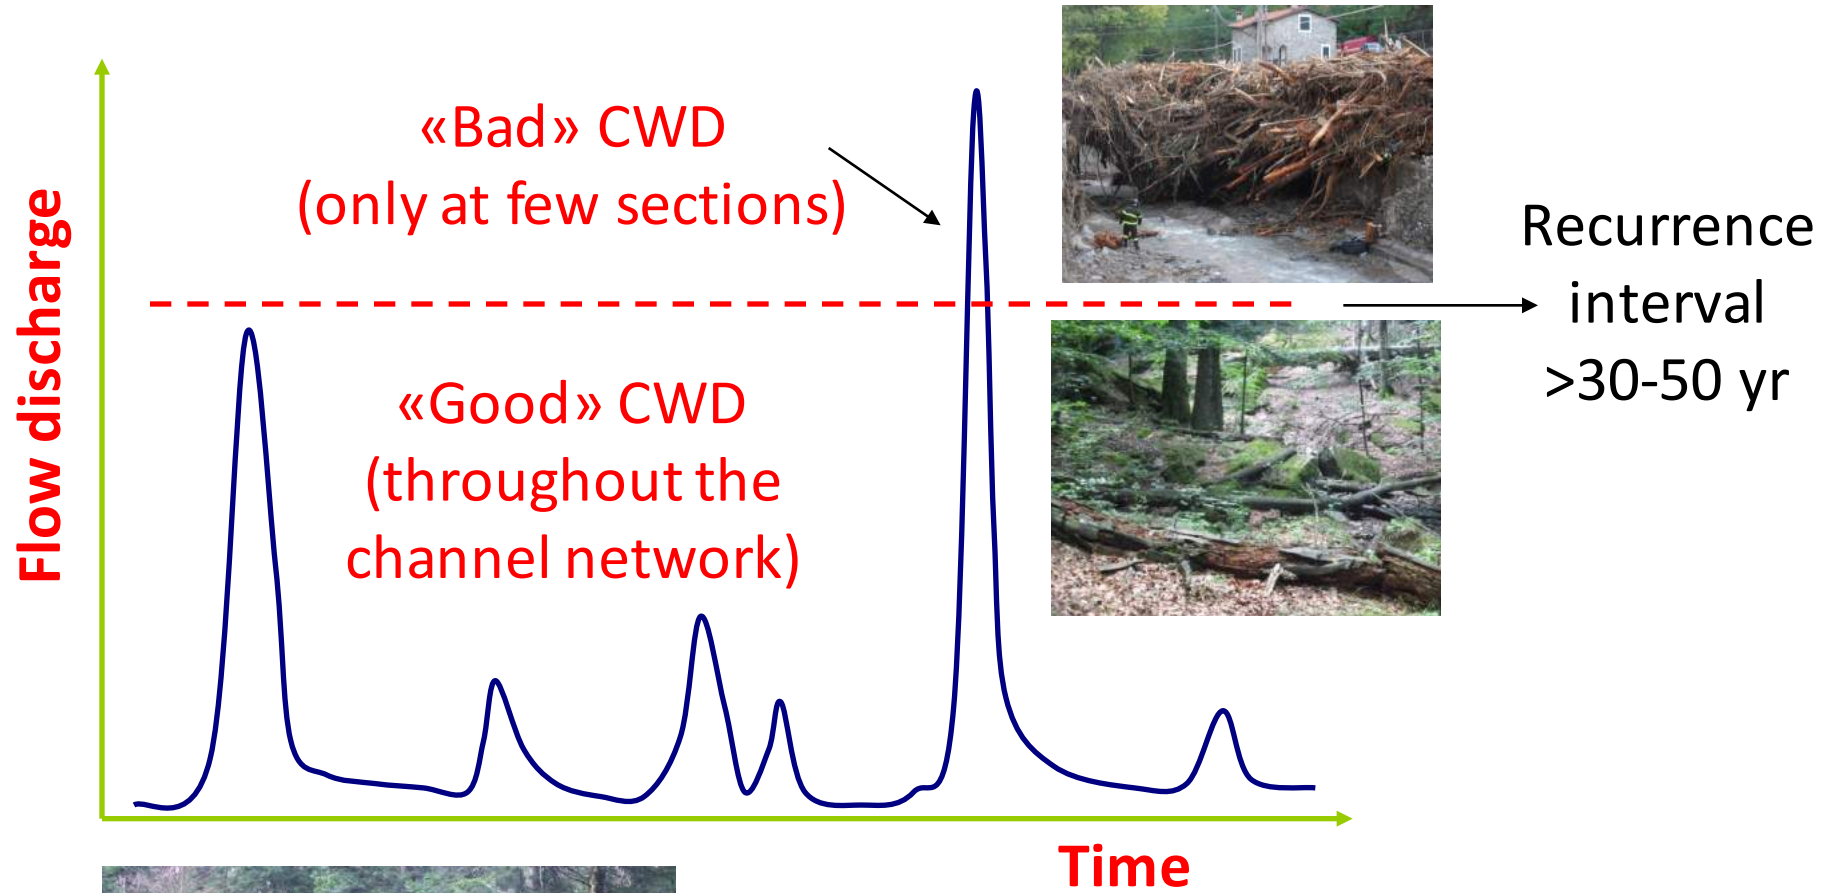 «Bad» CWD
(only at few sections)
Recurrence
interval
>30-50 yr
Flow discharge
«Good» CWD
(throughout the
channel network)
Time